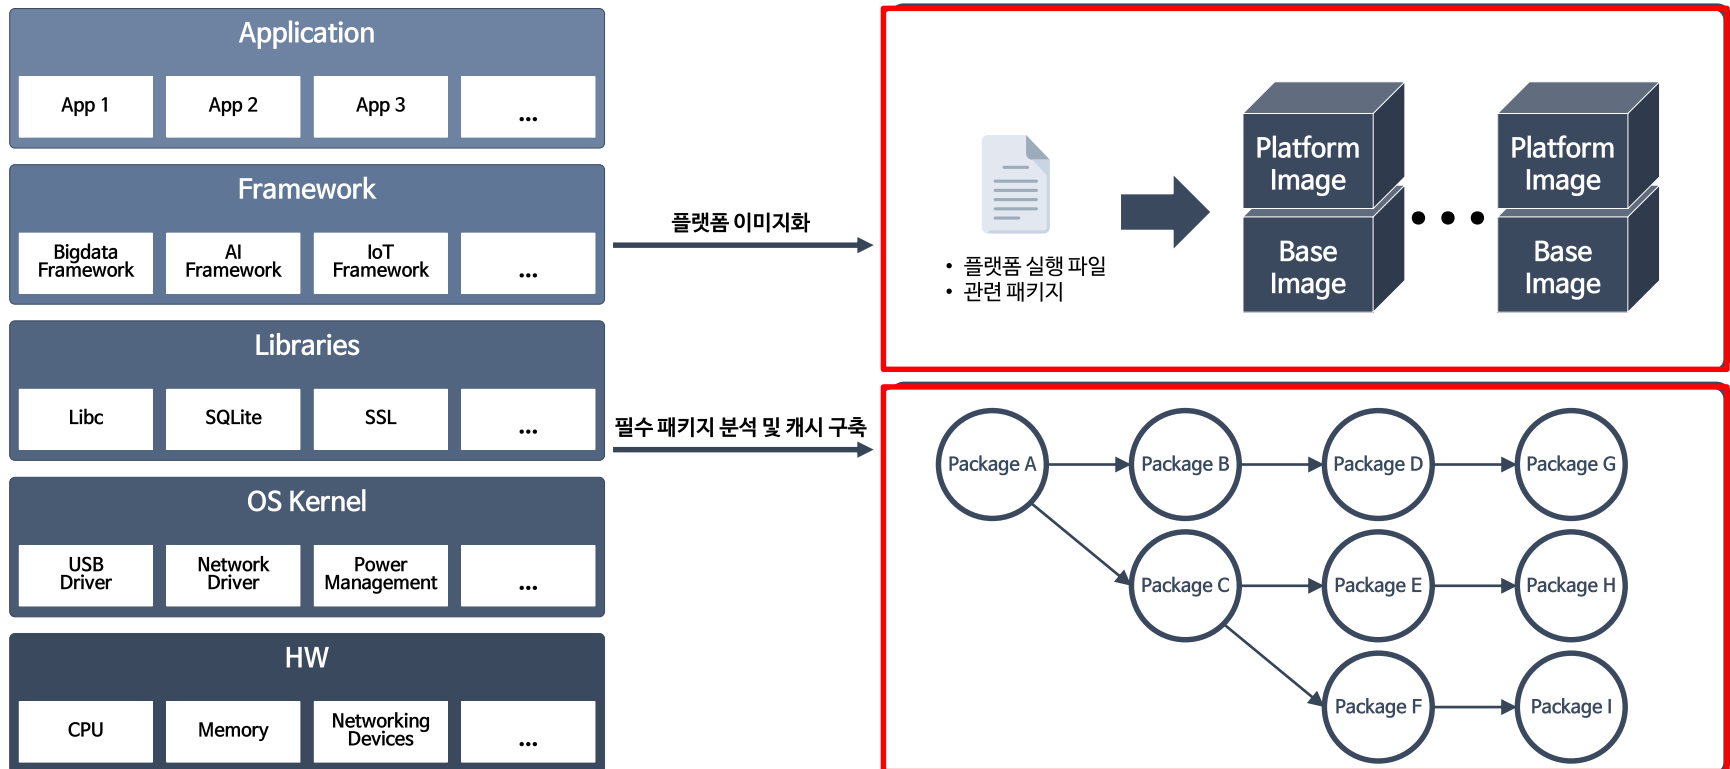 Application
App 1
App 2
App 3
...
Framework
Bigdata
Framework
AI
Framework
IoT
Framework
...
Libraries
Libc
SQLite
SSL
...
OS Kernel
USB
Driver
Network
Driver
Power
Management
...
HW
CPU
Memory
Networking
Devices
...
플랫폼 이미지화
필수 패키지 분석 및 캐시 구축
• 플랫폼 실행 파일
• 관련 패키지
Platform
Image
Base
Image
• • •
Platform
Image
Base
Image
Package A
Package B
Package D
Package G
Package C
Package E
Package H
Package F
Package I